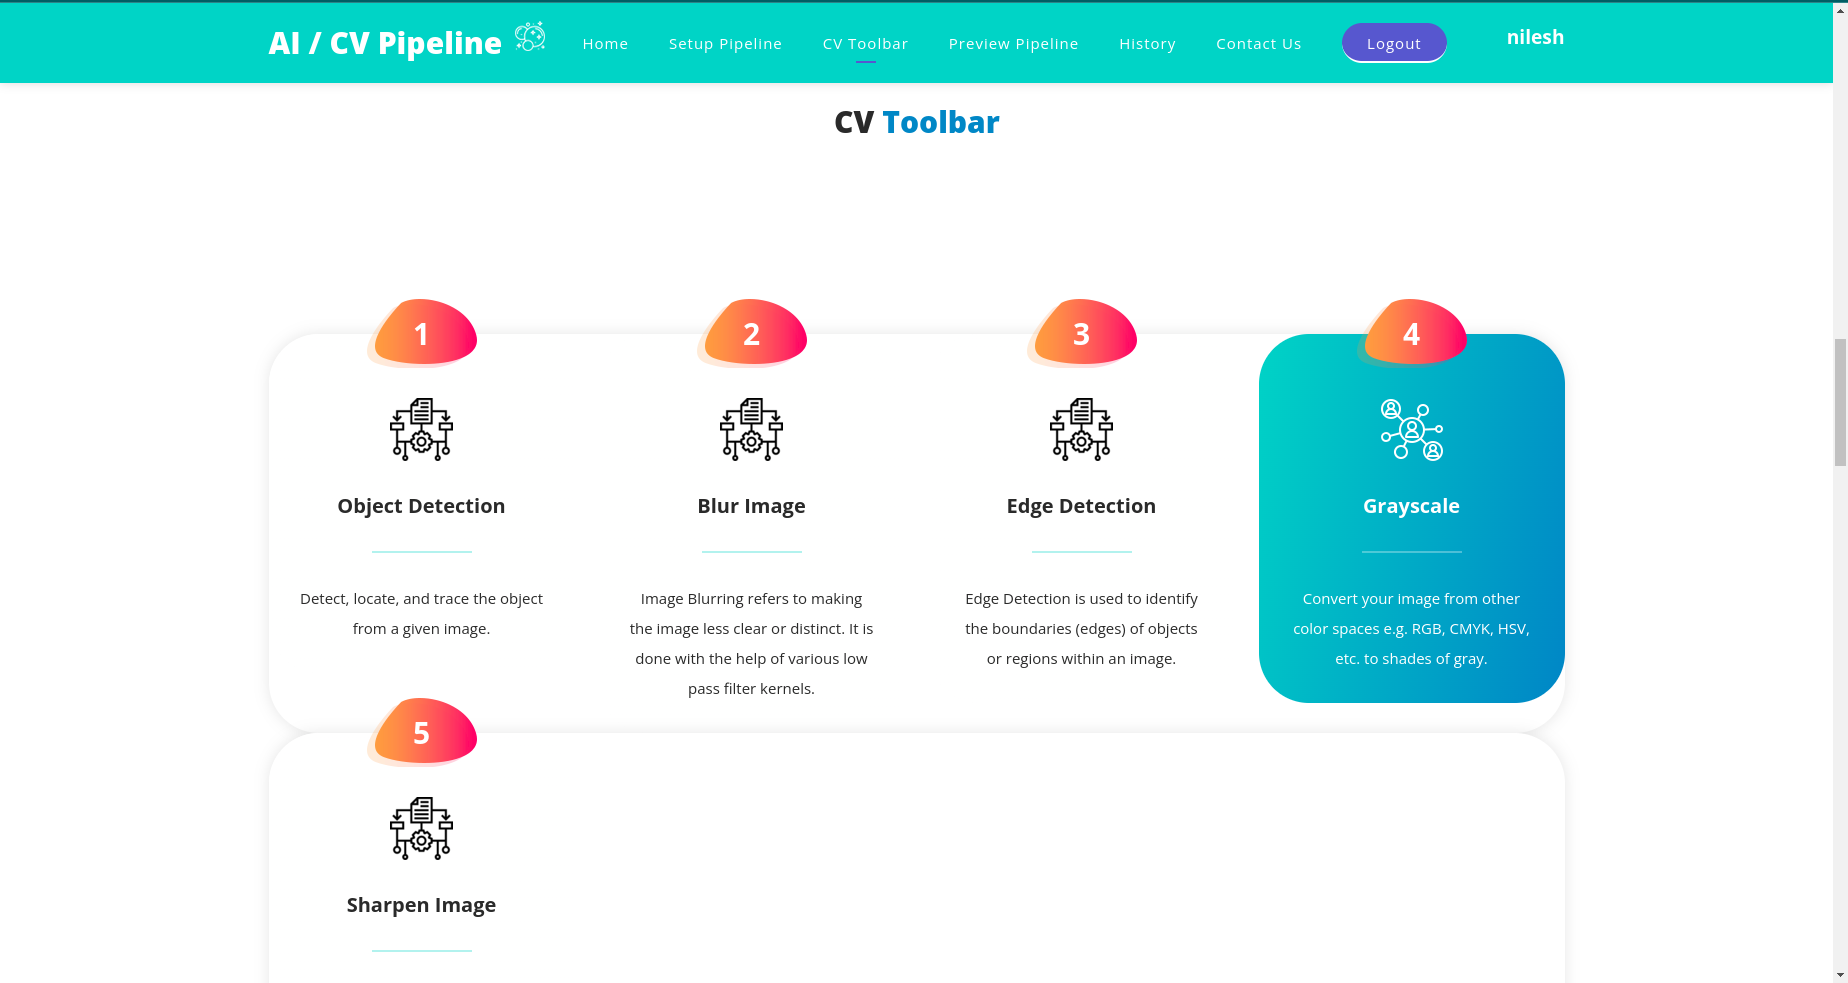 AI / CV Pipeline
Home
Setup Pipeline
CV Toolbar
Preview Pipeline
History
Contact Us
Logout
nilesh
CV Toolbar
1
Object Detection
Detect, locate, and trace the object
from a given image.
2
Blur Image
Image Blurring refers to making
the image less clear or distinct. It is
done with the help of various low
pass filter kernels.
3
Edge Detection
Edge Detection is used to identify
the boundaries (edges) of objects
or regions within an image.
4
Grayscale
Convert your image from other
color spaces e.g. RGB, CMYK, HSV,
etc. to shades of gray.
5
Sharpen Image